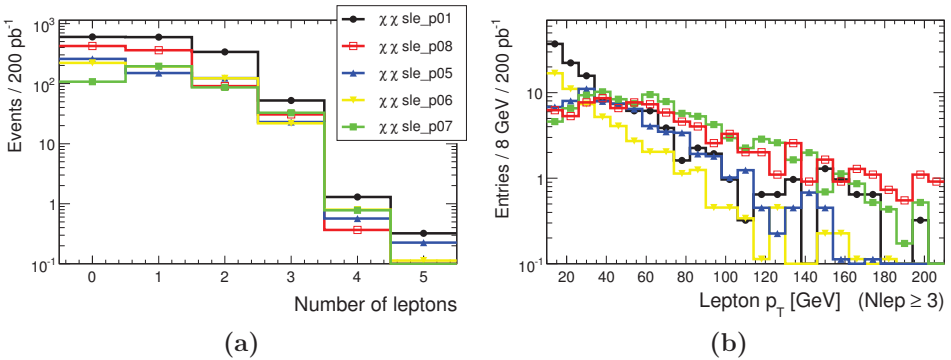 Events / 200 pb⁻¹
10³
10²
10
1
10⁻¹
0 1 2 3 4 5
Number of leptons
χ χ sle_p01
χ χ sle_p08
χ χ sle_p05
χ χ sle_p06
χ χ sle_p07
(a)
Entries / 8 GeV / 200 pb⁻¹
10
1
10⁻¹
20 40 60 80 100 120 140 160 180 200
Lepton p_T [GeV] (Nlep ≥ 3)
(b)